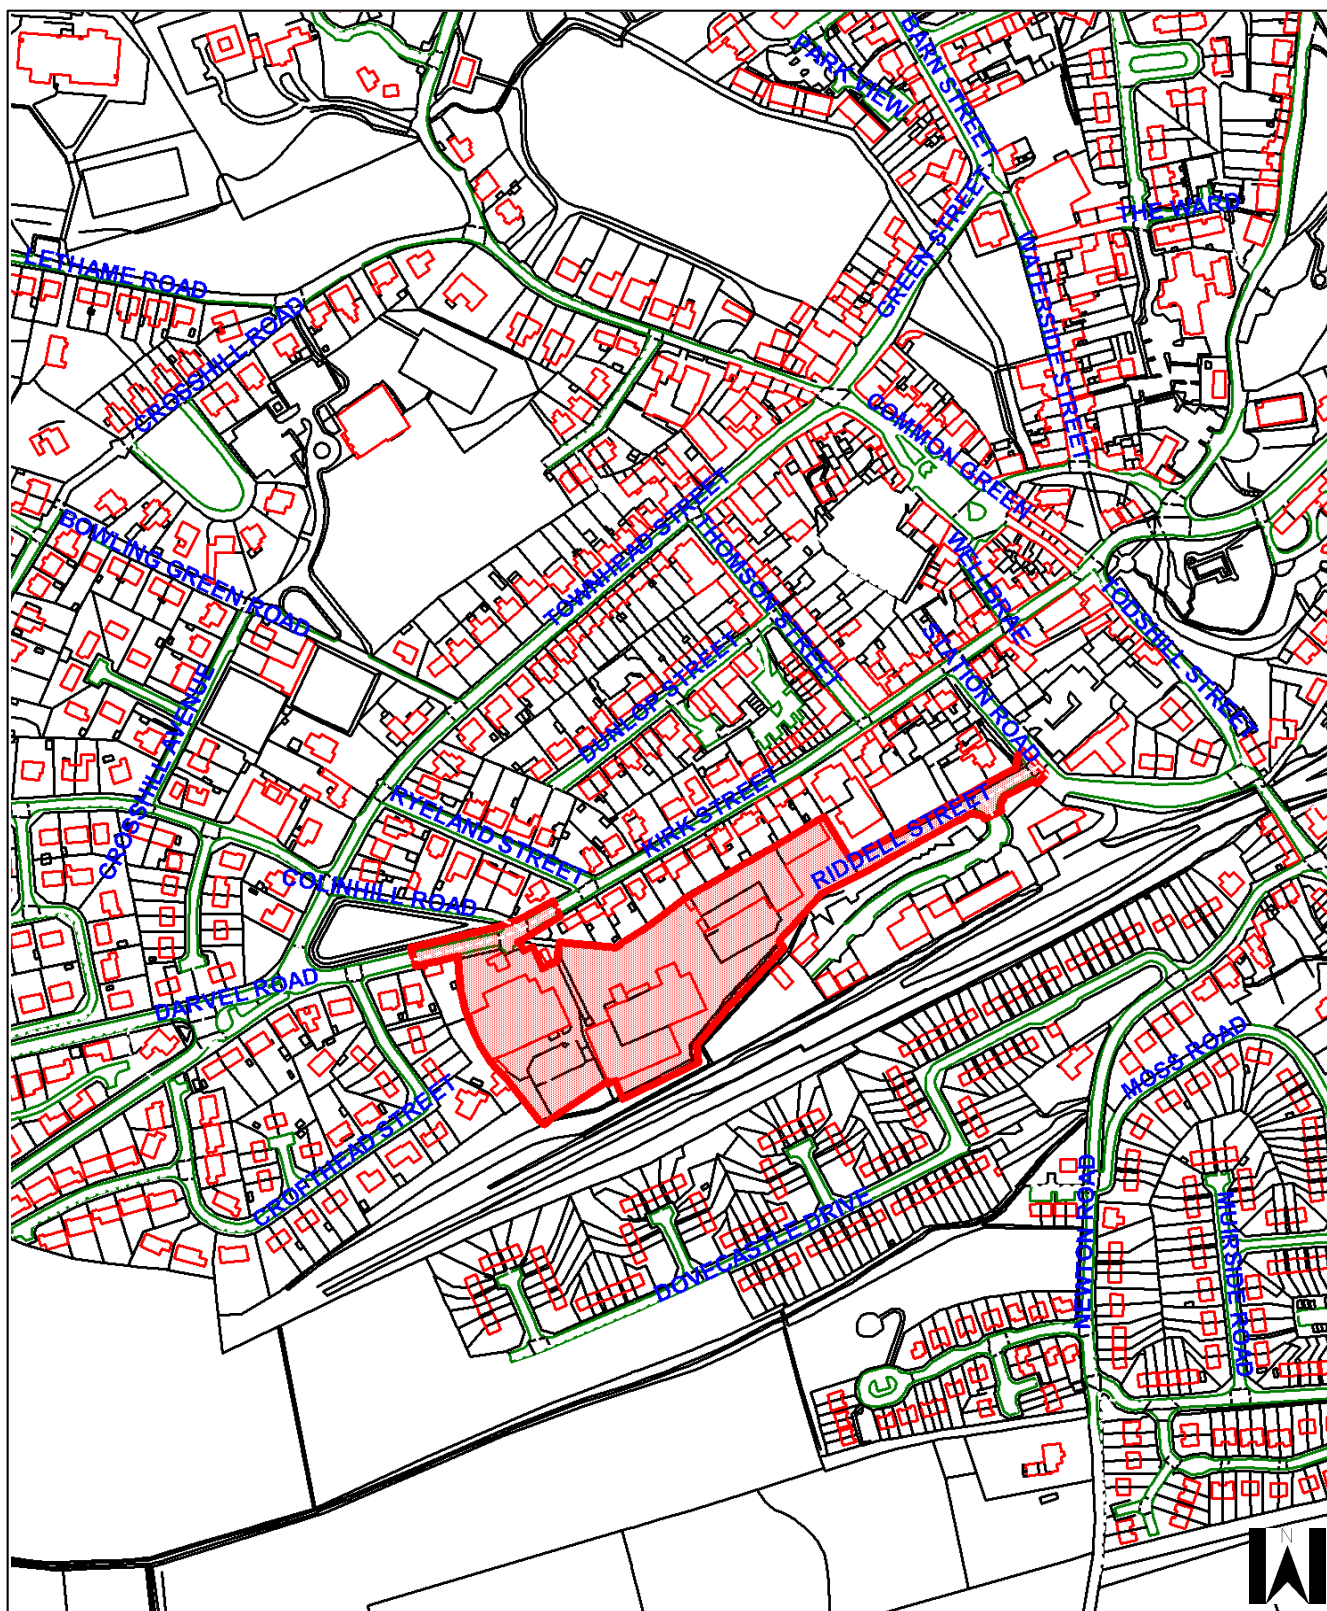 PARK VIEW
BARN STREET
THE WARD
GREEN STREET
WATERSIDE STREET
LETHAME ROAD
CROSSHILL ROAD
COMMON GREEN
TOWNHEAD STREET
THOMSON STREET
BOWLING GREEN ROAD
WELLBRAE
TODSHILL STREET
STATION ROAD
DUNLOP STREET
CROSSHILL AVENUE
RYELAND STREET
KIRK STREET
RIDDELL STREET
COLINHILL ROAD
DARVEL ROAD
CROFTHEAD STREET
MOSS ROAD
DOVECASTLE DRIVE
NEWTON ROAD
MUIRSIDE ROAD
N